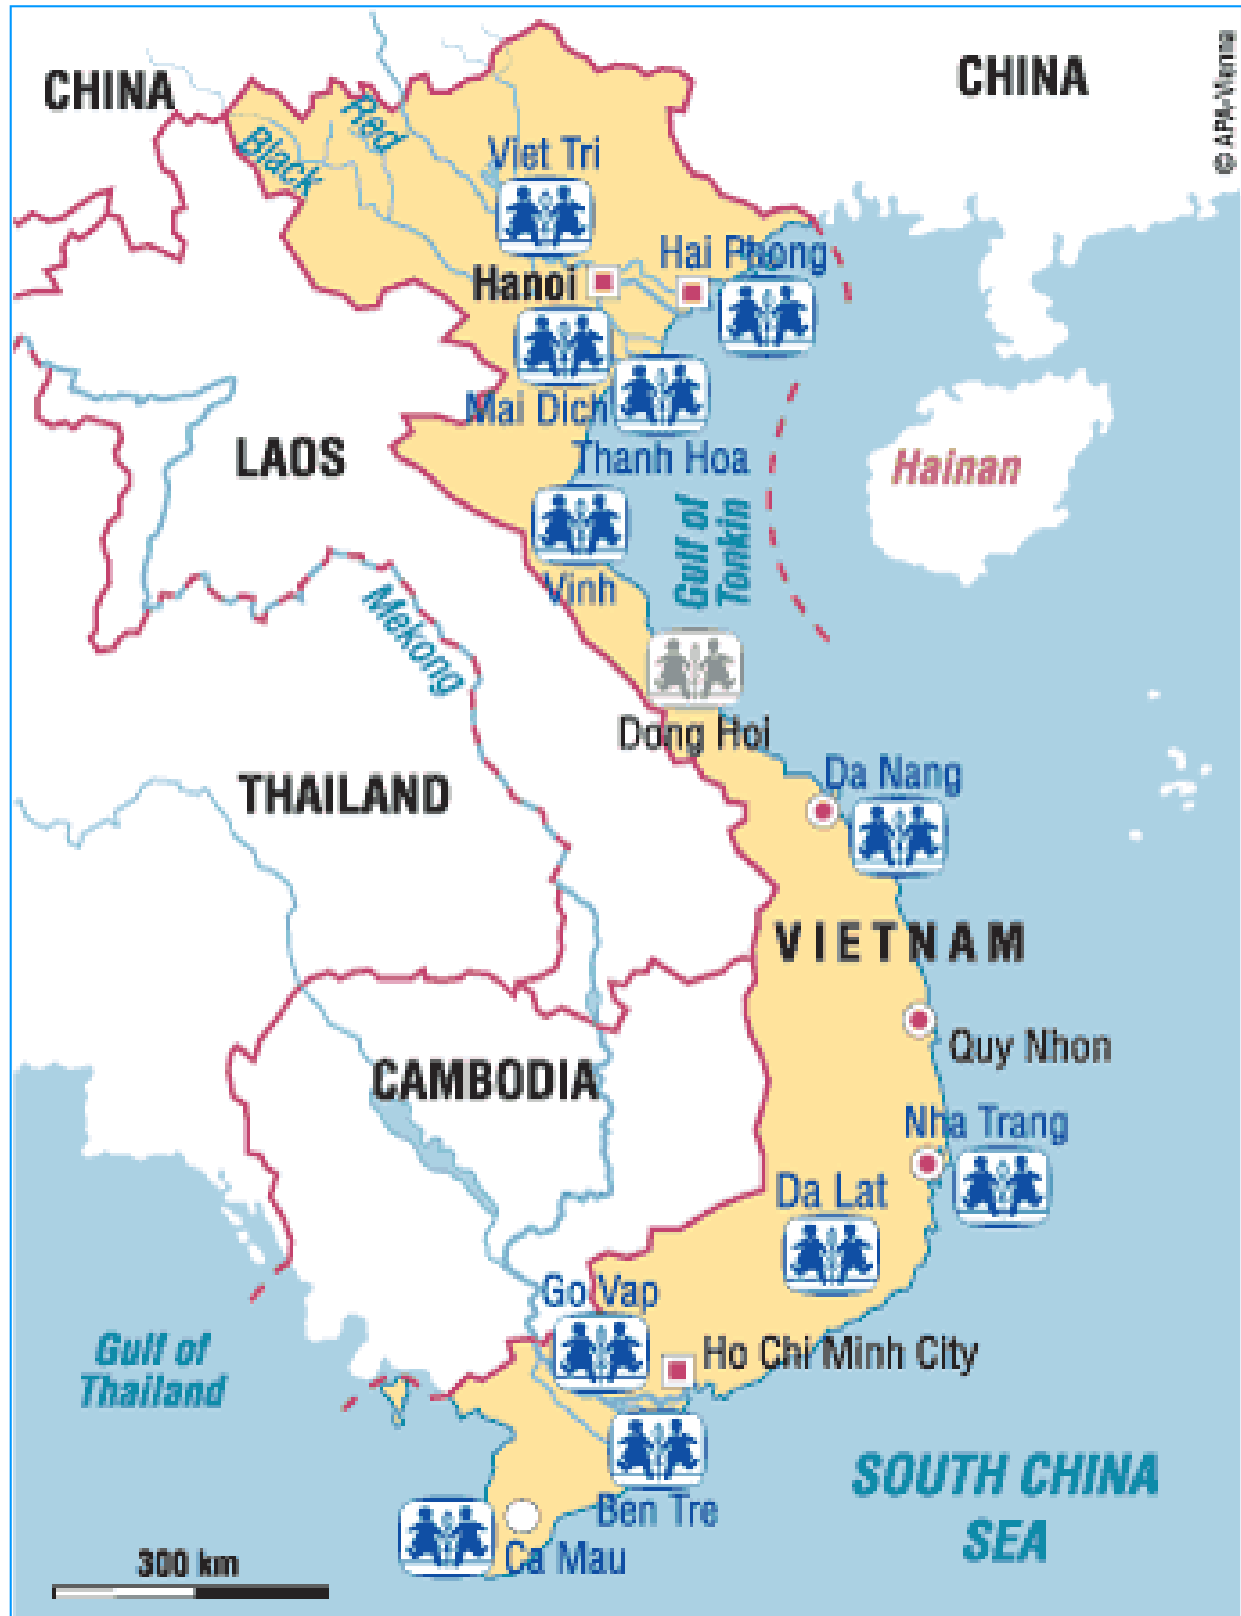 CHINA
CHINA
© APA-Vienna
Red
Black
Viet Tri
Hai Phong
Hanoi
Mai Dich
Thanh Hoa
LAOS
Hainan
Gulf of
Tonkin
Vinh
Mekong
Dong Hoi
THAILAND
Da Nang
VIETNAM
Quy Nhon
CAMBODIA
Nha Trang
Da Lat
Go Vap
Ho Chi Minh City
Gulf of
Thailand
SOUTH CHINA
SEA
Ben Tre
Ca Mau
300 km